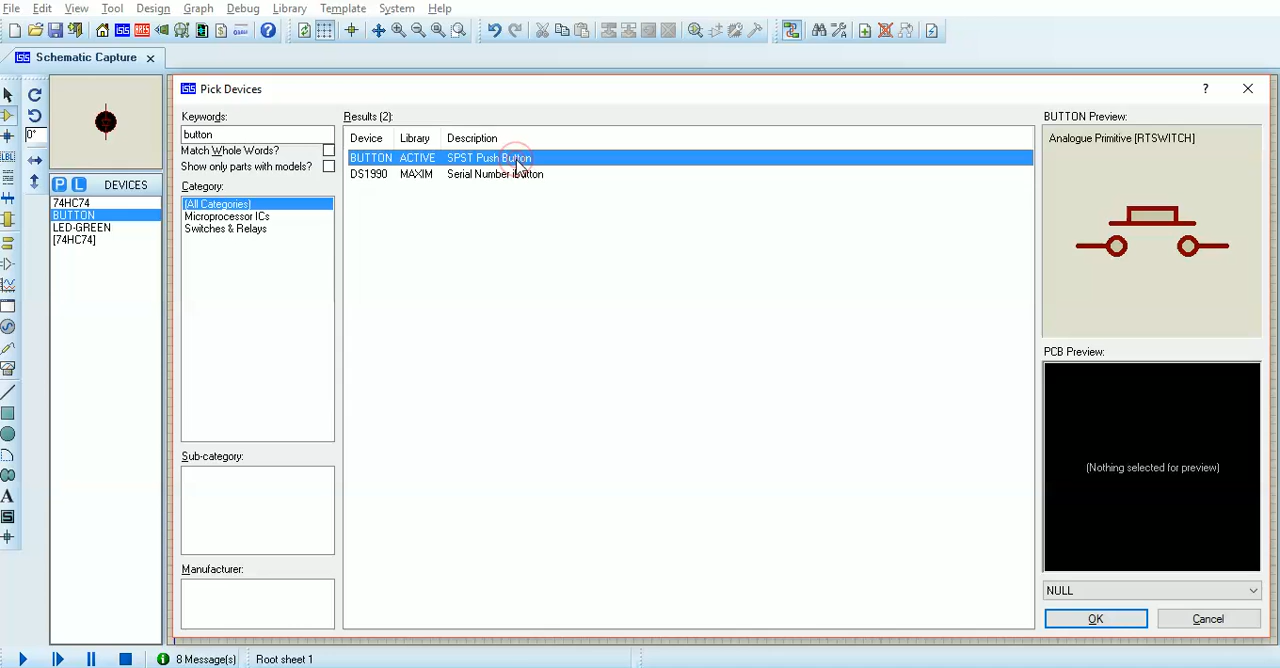 File Edit View Tool Design Graph Debug Library Template System Help
Schematic Capture
Pick Devices
Keywords:
button
Match Whole Words?
Show only parts with models?
Category:
(All Categories)
Microprocessor ICs
Switches & Relays
Sub-category:
Manufacturer:
Results (2):
Device Library Description
BUTTON ACTIVE SPST Push Button
DS1990 MAXIM Serial Number iButton
BUTTON Preview:
Analogue Primitive [RTSWITCH]
PCB Preview:
(Nothing selected for preview)
NULL
OK Cancel
0°
LBL
P L DEVICES
74HC74
BUTTON
LED-GREEN
[74HC74]
A
S
8 Message(s) Root sheet 1